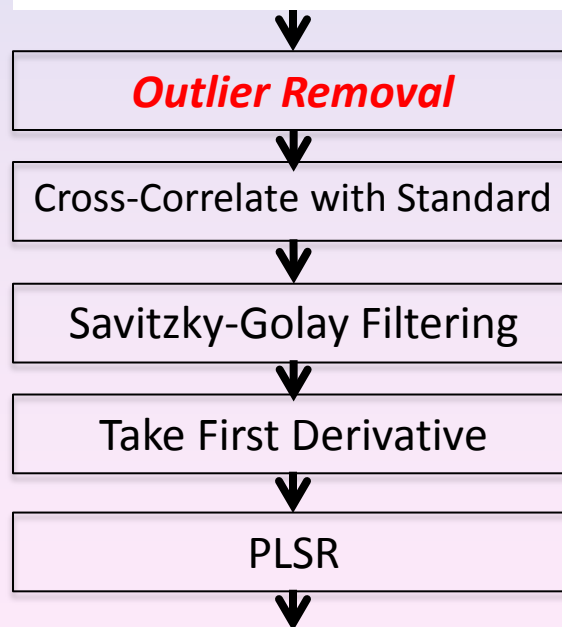 Outlier Removal
Cross-Correlate with Standard
Savitzky-Golay Filtering
Take First Derivative
PLSR